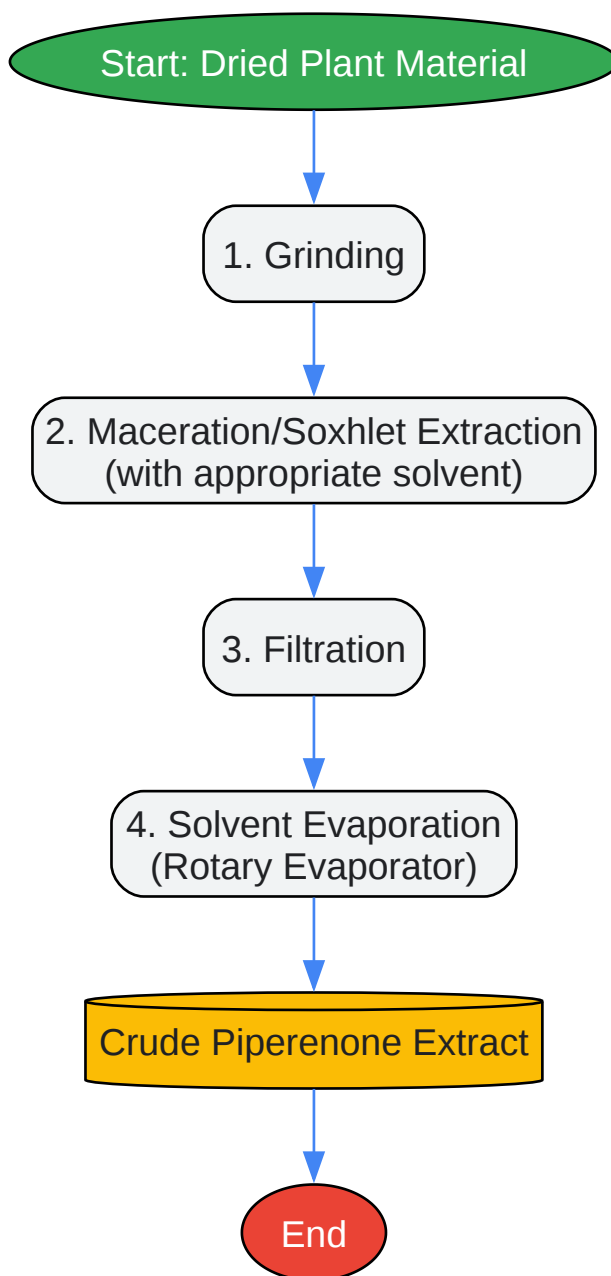 Start: Dried Plant Material
1. Grinding
2. Maceration/Soxhlet Extraction
(with appropriate solvent)
3. Filtration
4. Solvent Evaporation
(Rotary Evaporator)
Crude Piperenone Extract
End